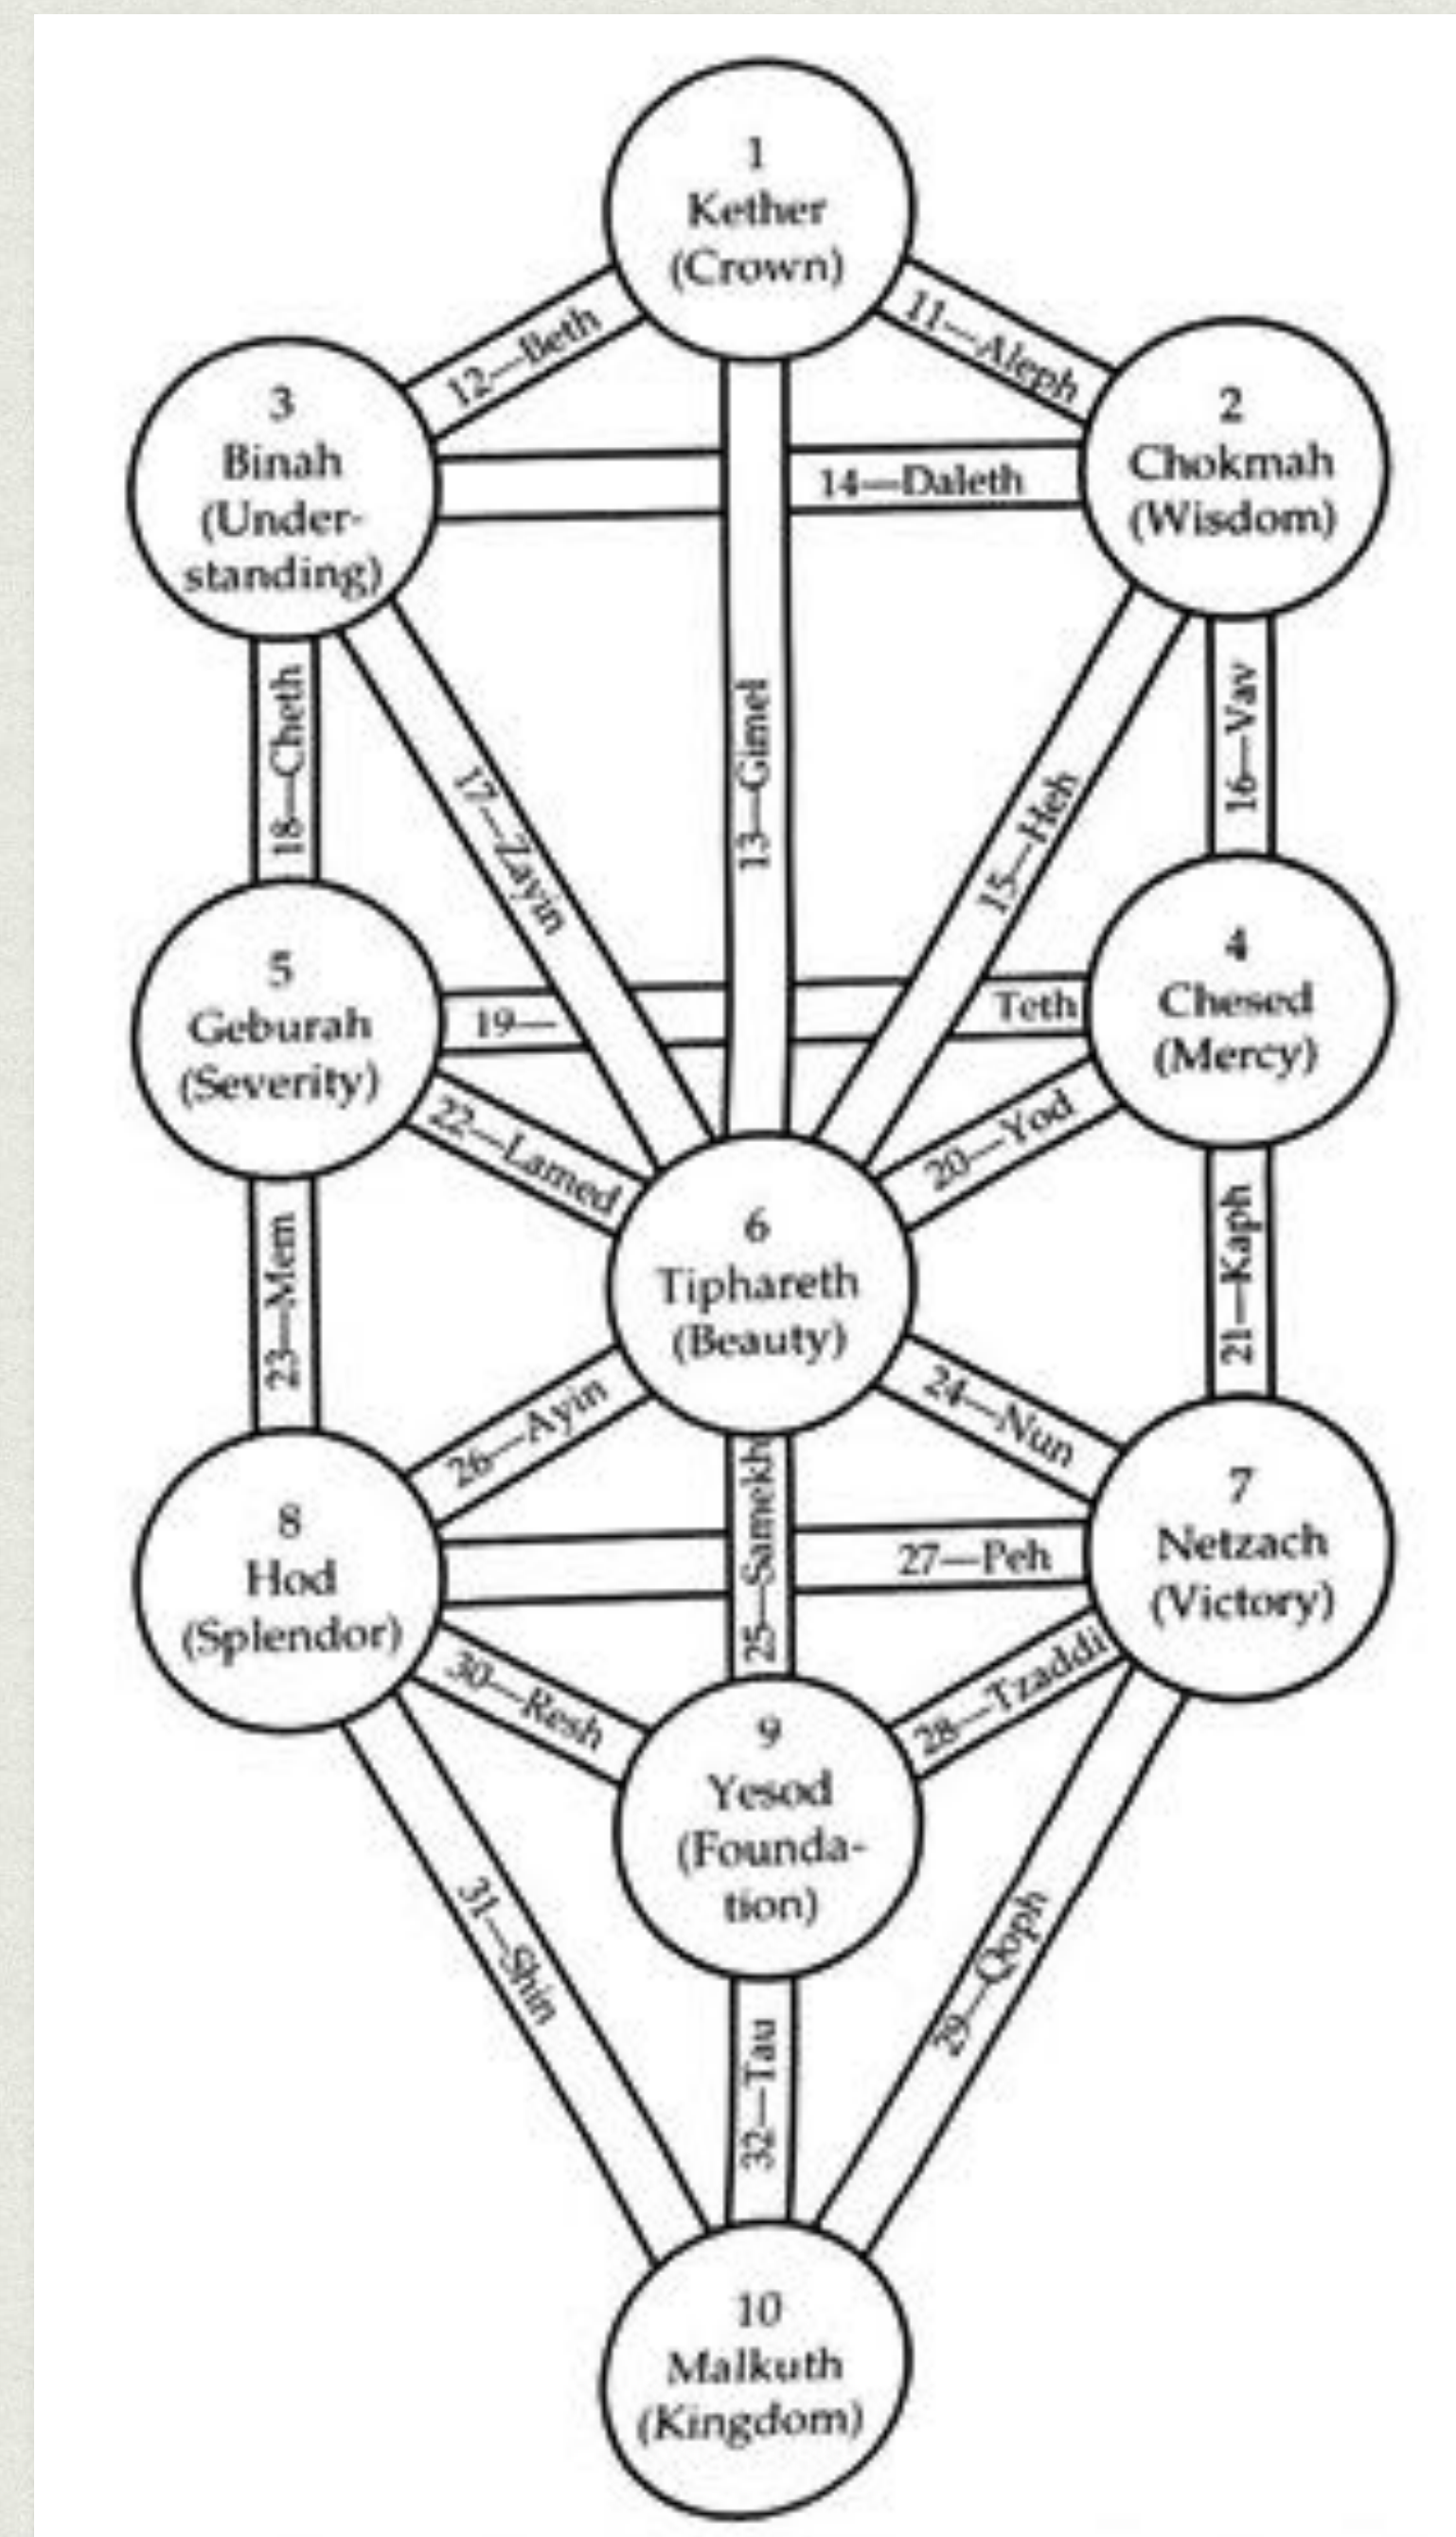 1
Kether
(Crown)
12—Beth
11—Aleph
3
Binah
(Under-
standing)
2
Chokmah
(Wisdom)
14—Daleth
18—Cheth
17—Zayin
13—Gimel
15—Heh
16—Vav
5
Geburah
(Severity)
19—
Teth
4
Chesed
(Mercy)
22—Lamed
20—Yod
6
Tiphareth
(Beauty)
23—Mem
21—Kaph
26—Ayin
24—Nun
25—Samekh
8
Hod
(Splendor)
27—Peh
7
Netzach
(Victory)
30—Resh
28—Tzaddi
9
Yesod
(Founda-
tion)
31—Shin
32—Tau
29—Qoph
10
Malkuth
(Kingdom)